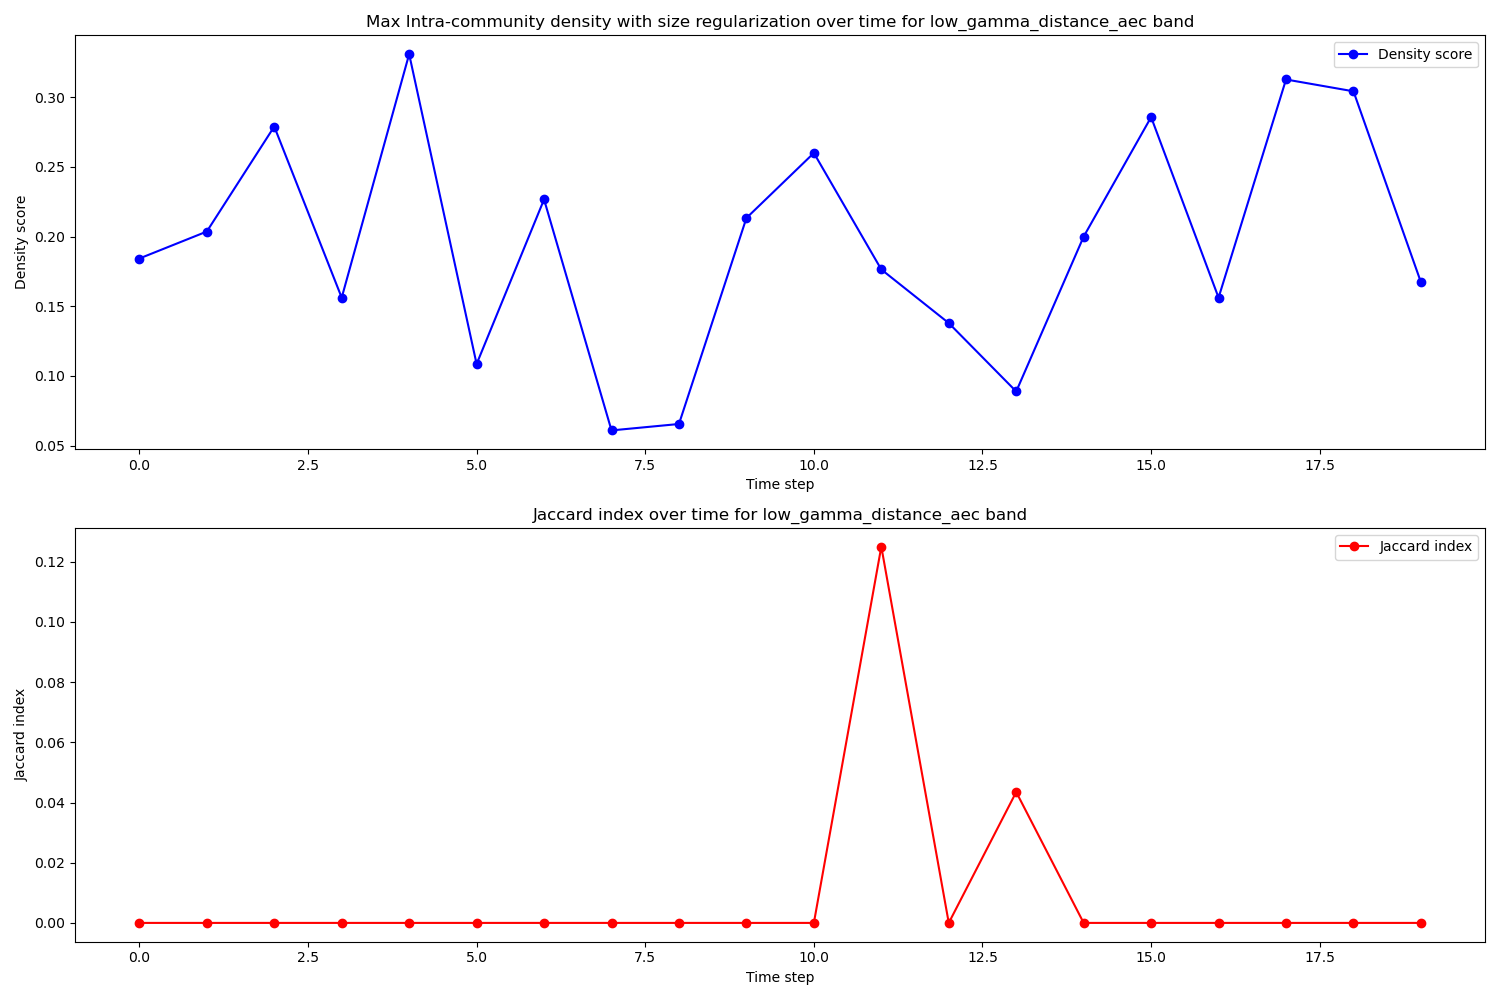 Max Intra-community density with size regularization over time for low_gamma_distance_aec band
Density score
Density score
0.30
0.25
0.20
0.15
0.10
0.05
0.0 2.5 5.0 7.5 10.0 12.5 15.0 17.5
Time step
Jaccard index over time for low_gamma_distance_aec band
Jaccard index
Jaccard index
0.12
0.10
0.08
0.06
0.04
0.02
0.00
0.0 2.5 5.0 7.5 10.0 12.5 15.0 17.5
Time step